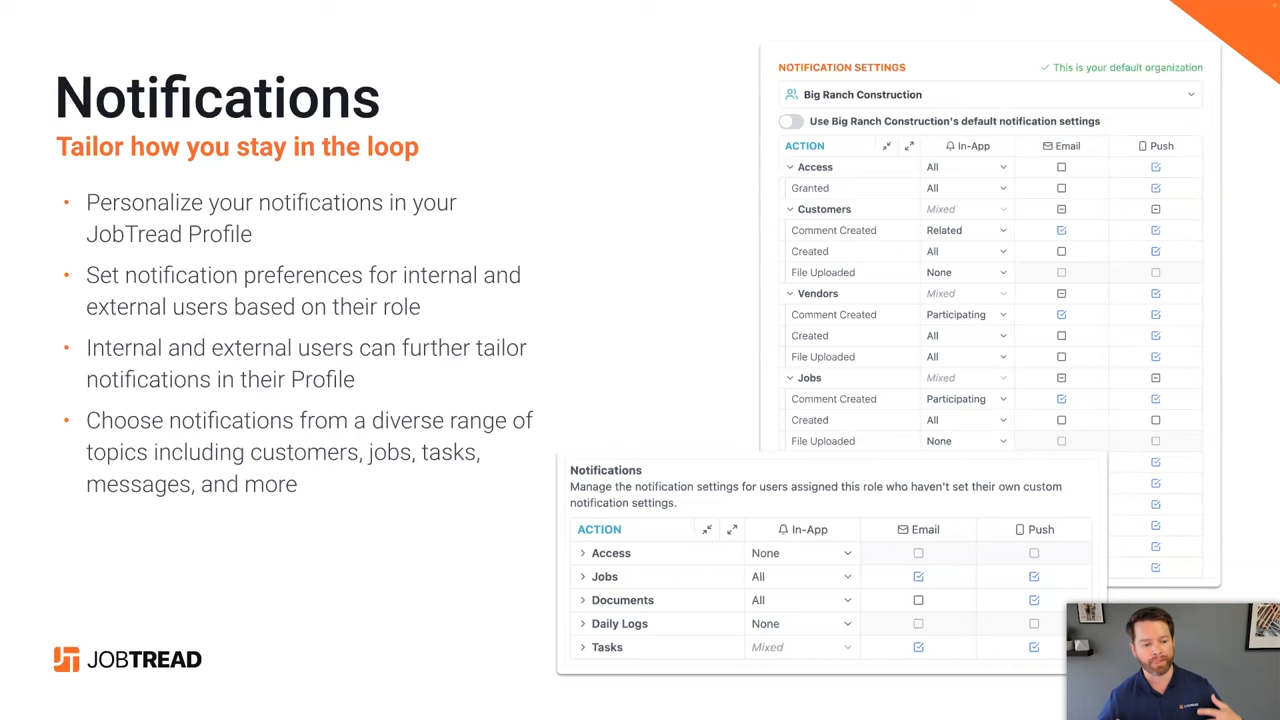 Notifications
Tailor how you stay in the loop
• Personalize your notifications in your
JobTread Profile
• Set notification preferences for internal and
external users based on their role
• Internal and external users can further tailor
notifications in their Profile
• Choose notifications from a diverse range of
topics including customers, jobs, tasks,
messages, and more
JOBTREAD
NOTIFICATION SETTINGS This is your default organization
Big Ranch Construction
Use Big Ranch Construction's default notification settings
ACTION In-App Email Push
Access All
Granted All
Customers Mixed
Comment Created Related
Created All
File Uploaded None
Vendors Mixed
Comment Created Participating
Created All
File Uploaded All
Jobs Mixed
Comment Created Participating
Created All
File Uploaded None
Notifications
Manage the notification settings for users assigned this role who haven't set their own custom
notification settings.
ACTION In-App Email Push
Access None
Jobs All
Documents All
Daily Logs None
Tasks Mixed